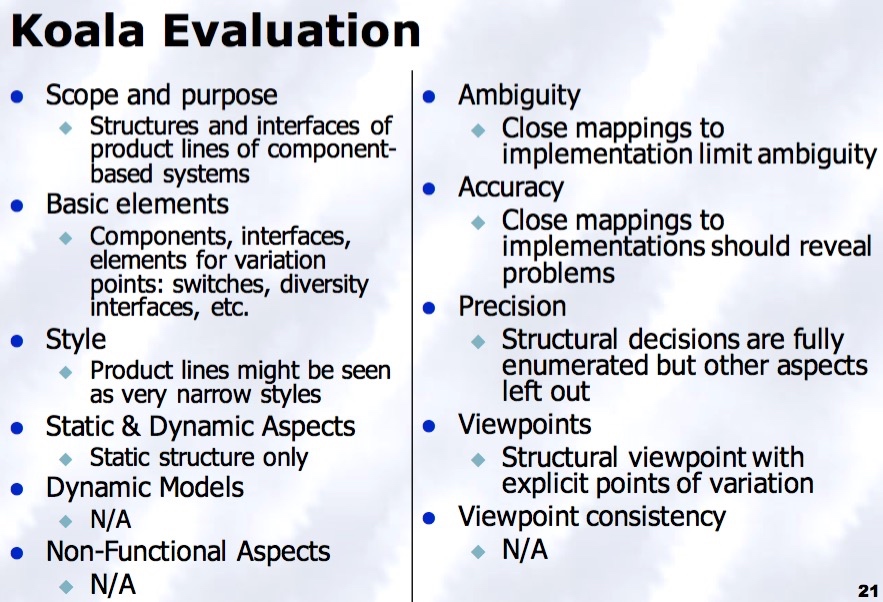 Koala Evaluation
Scope and purpose
Structures and interfaces of
product lines of component-
based systems
Basic elements
Components, interfaces,
elements for variation
points: switches, diversity
interfaces, etc.
Style
Product lines might be seen
as very narrow styles
Static & Dynamic Aspects
Static structure only
Dynamic Models
N/A
Non-Functional Aspects
N/A
Ambiguity
Close mappings to
implementation limit ambiguity
Accuracy
Close mappings to
implementations should reveal
problems
Precision
Structural decisions are fully
enumerated but other aspects
left out
Viewpoints
Structural viewpoint with
explicit points of variation
Viewpoint consistency
N/A
21